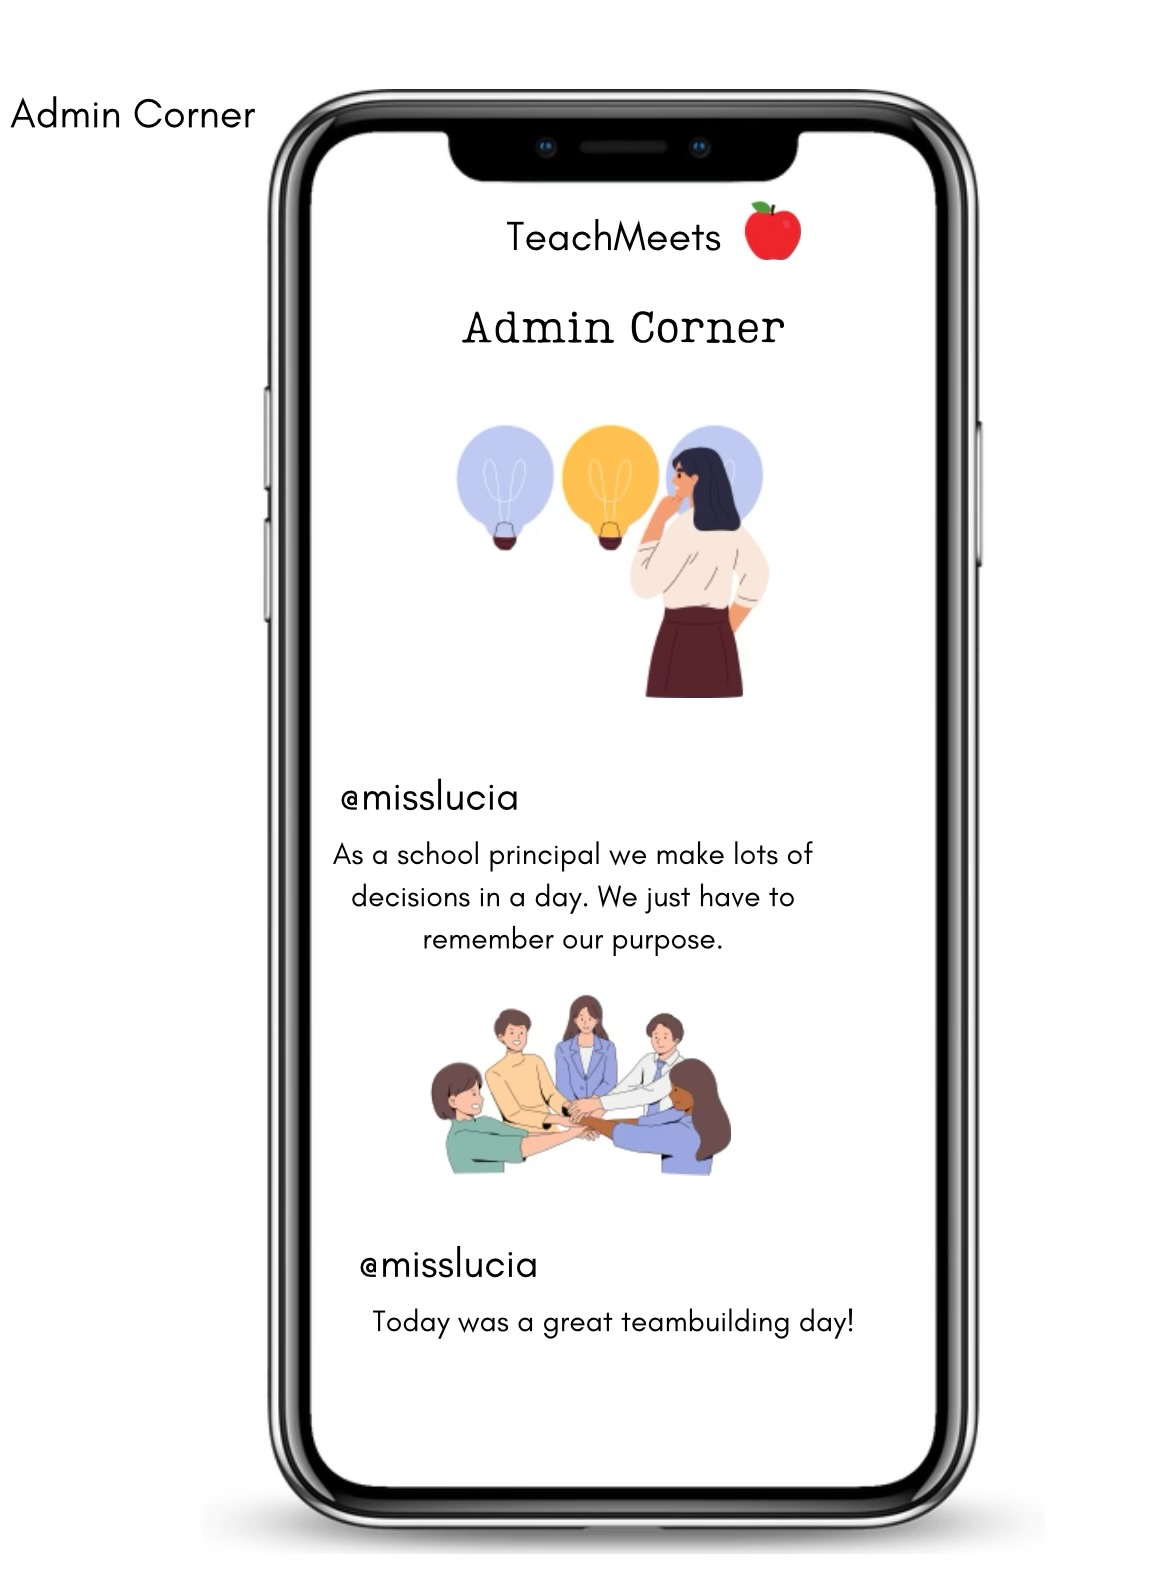 Admin Corner
TeachMeets
Admin Corner
@misslucia
As a school principal we make lots of
decisions in a day. We just have to
remember our purpose.
@misslucia
Today was a great teambuilding day!